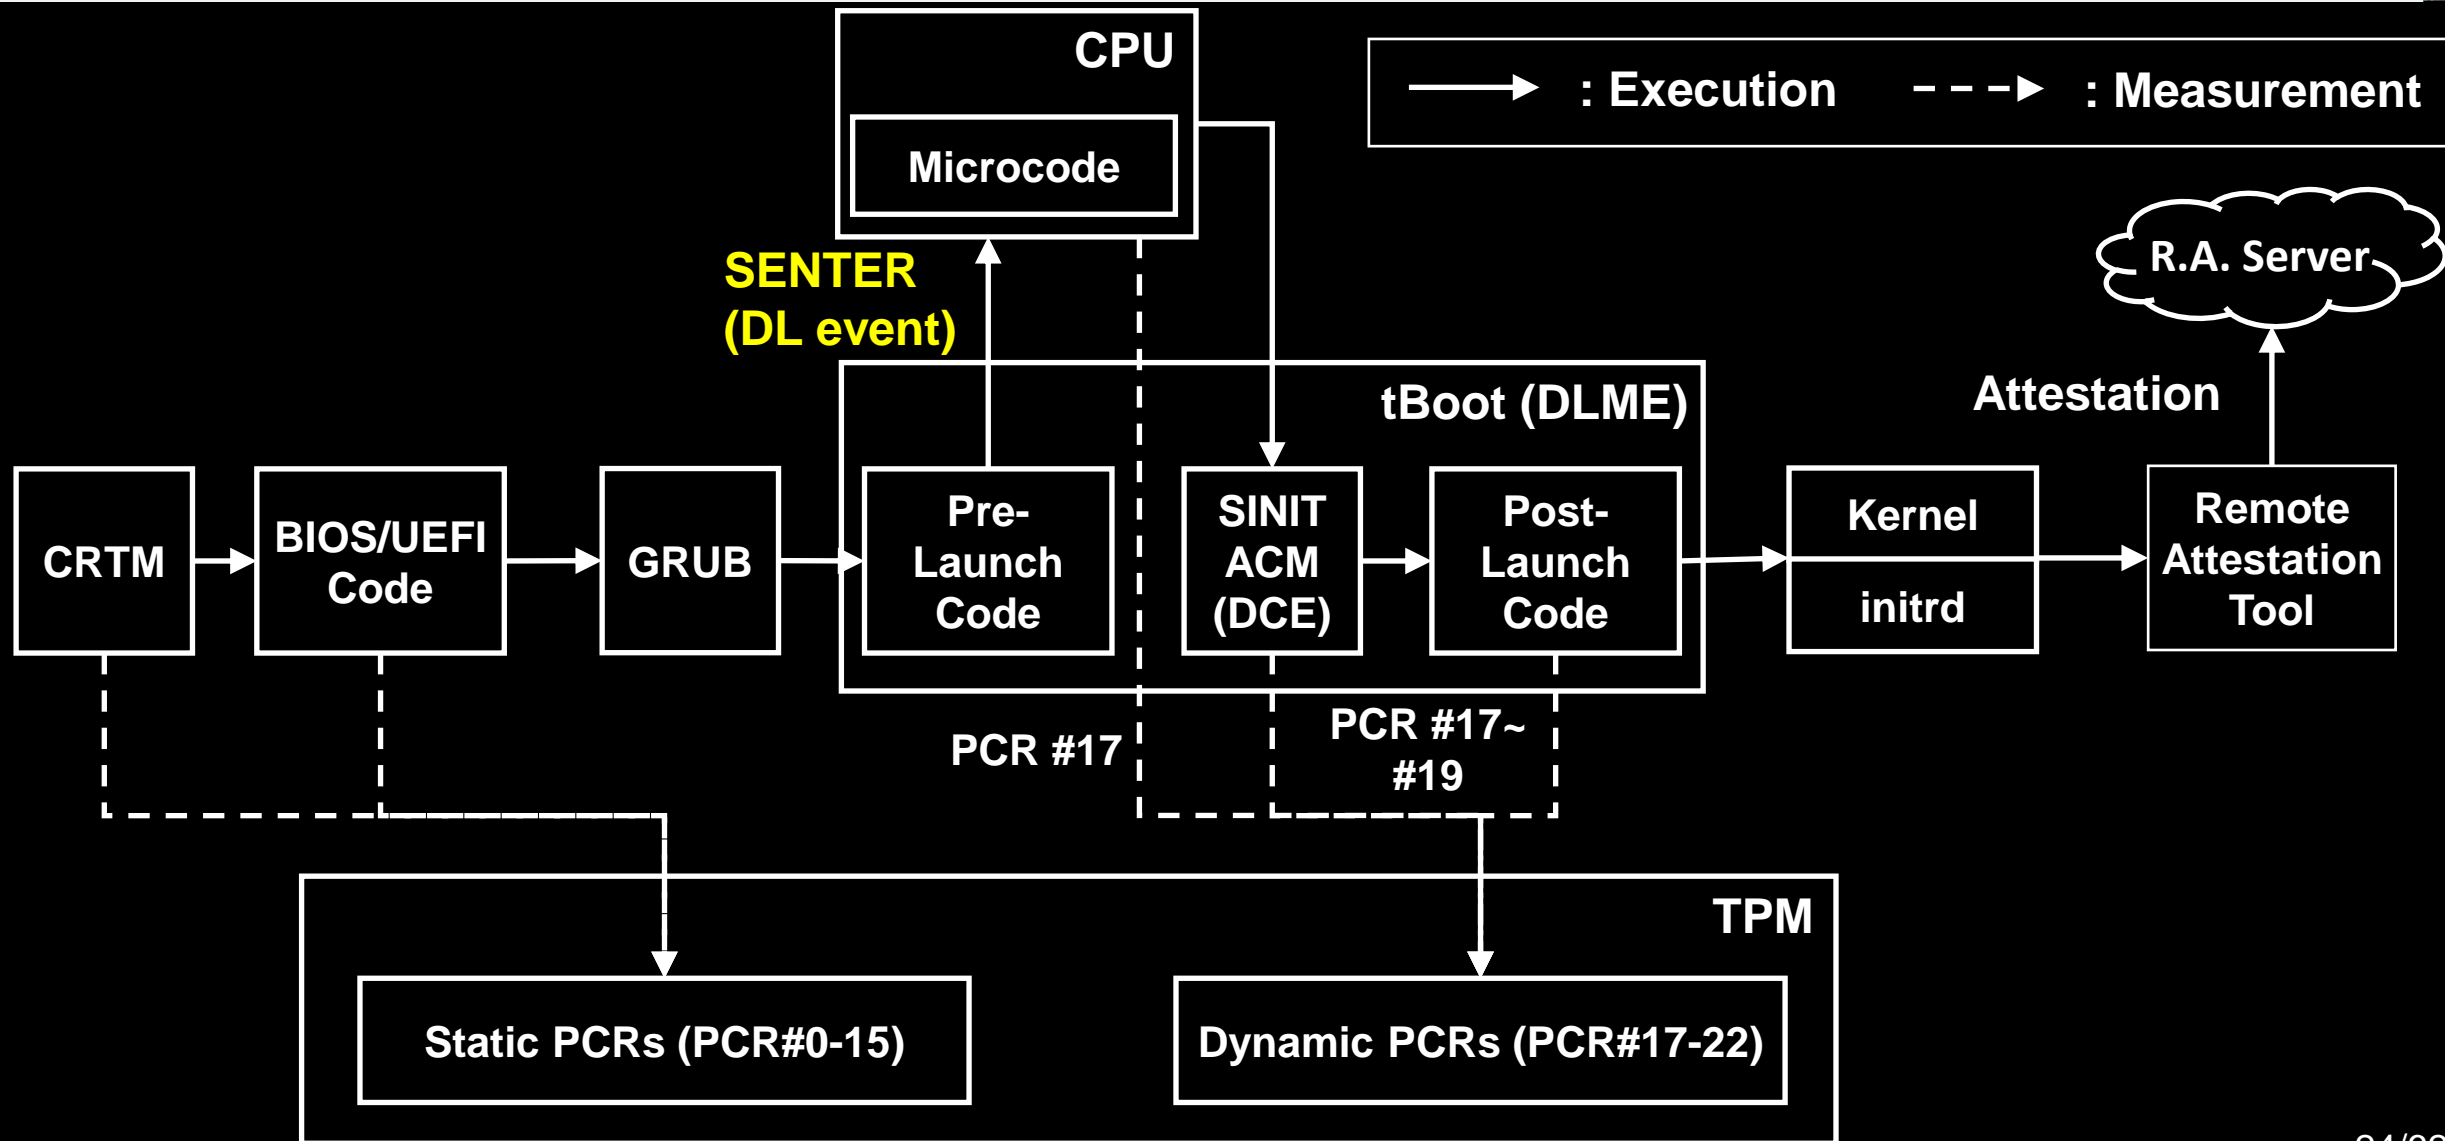 CPU
Microcode
: Execution
: Measurement
R.A. Server
SENTER
(DL event)
tBoot (DLME)
Attestation
CRTM
BIOS/UEFI
Code
GRUB
Pre-
Launch
Code
SINIT
ACM
(DCE)
Post-
Launch
Code
Kernel
initrd
Remote
Attestation
Tool
PCR #17
PCR #17~
#19
TPM
Static PCRs (PCR#0-15)
Dynamic PCRs (PCR#17-22)